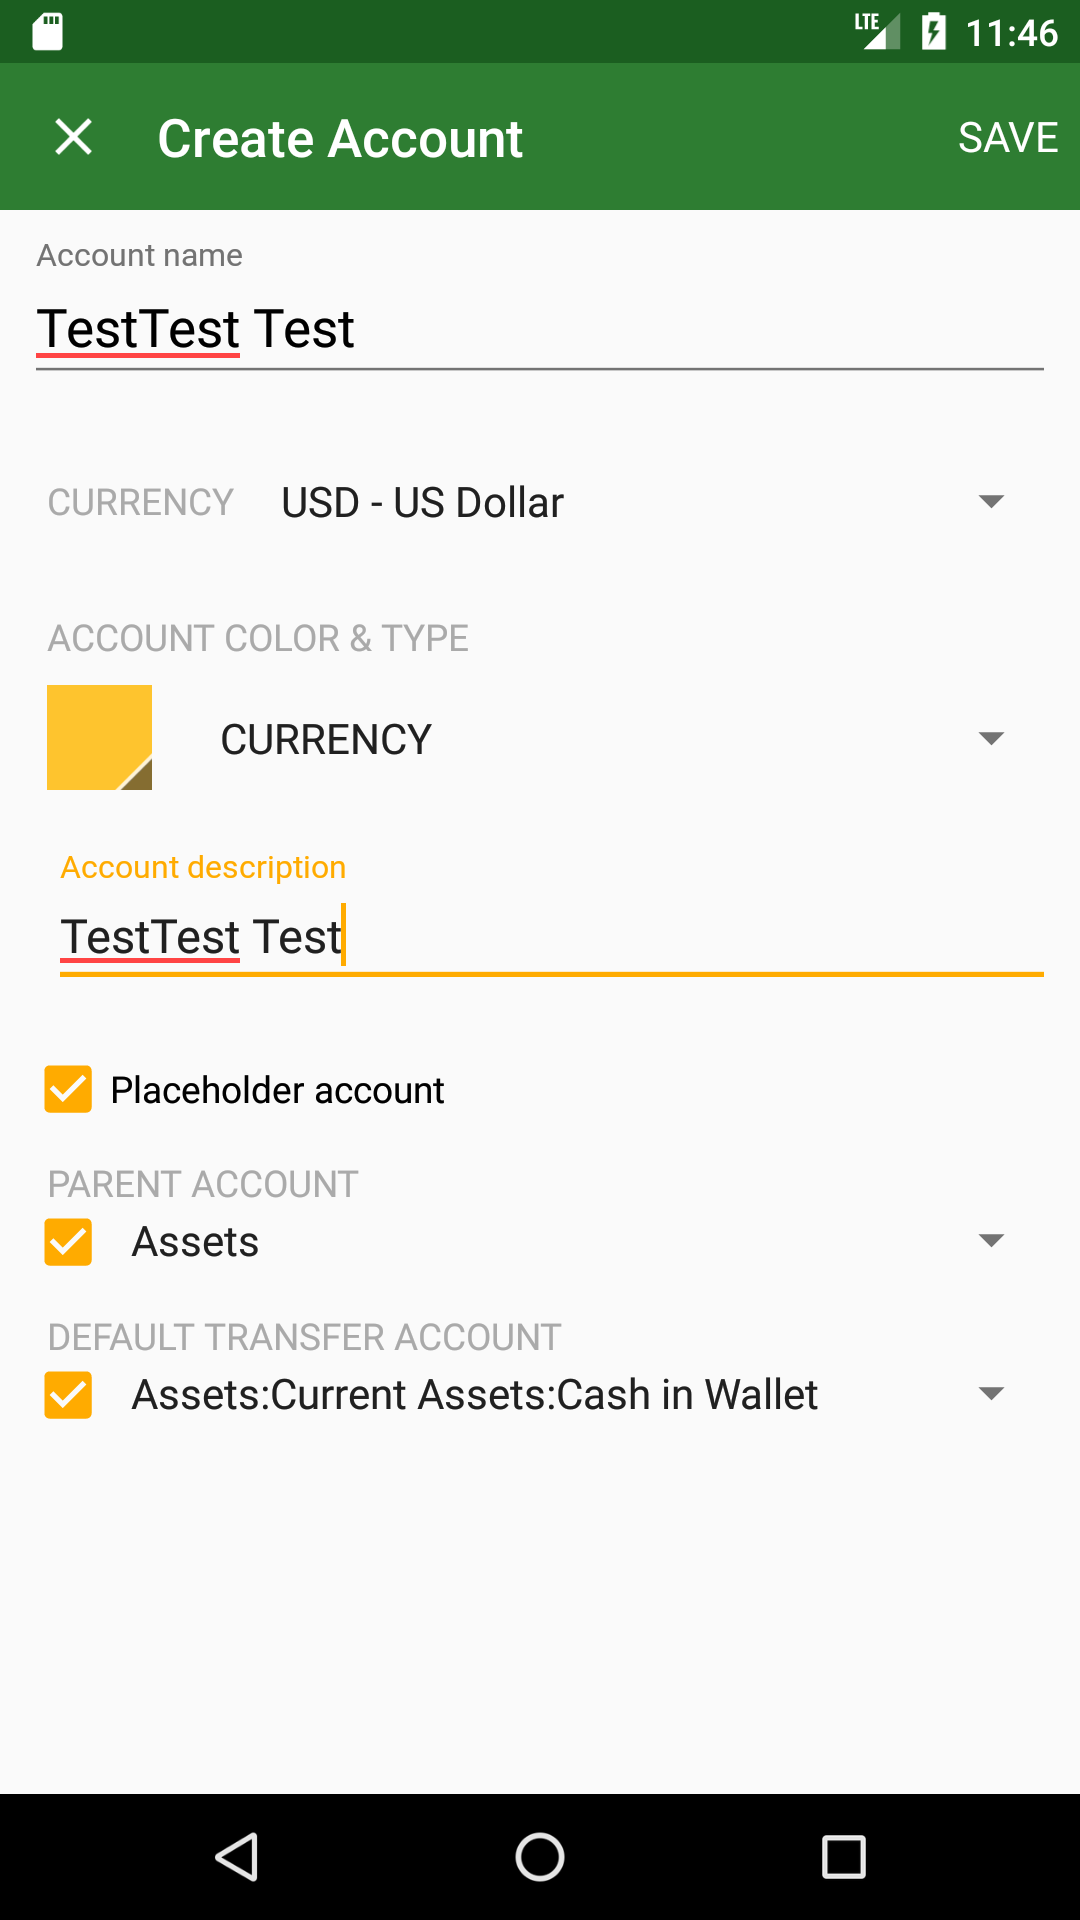 LTE 11:46
Create Account SAVE
Account name
TestTest Test
CURRENCY USD - US Dollar
ACCOUNT COLOR & TYPE
CURRENCY
Account description
TestTest Test
Placeholder account
PARENT ACCOUNT
Assets
DEFAULT TRANSFER ACCOUNT
Assets:Current Assets:Cash in Wallet